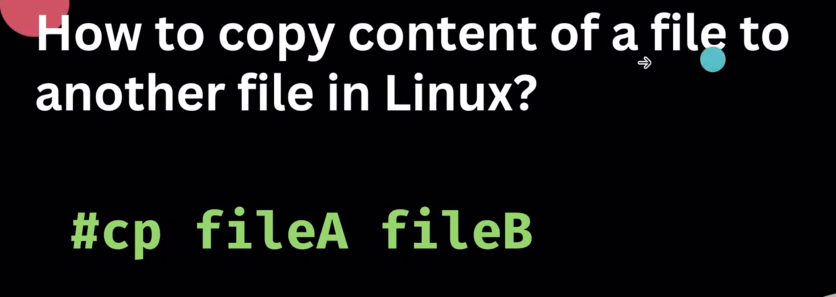 How to copy content of a file to
another file in Linux?
#cp fileA fileB